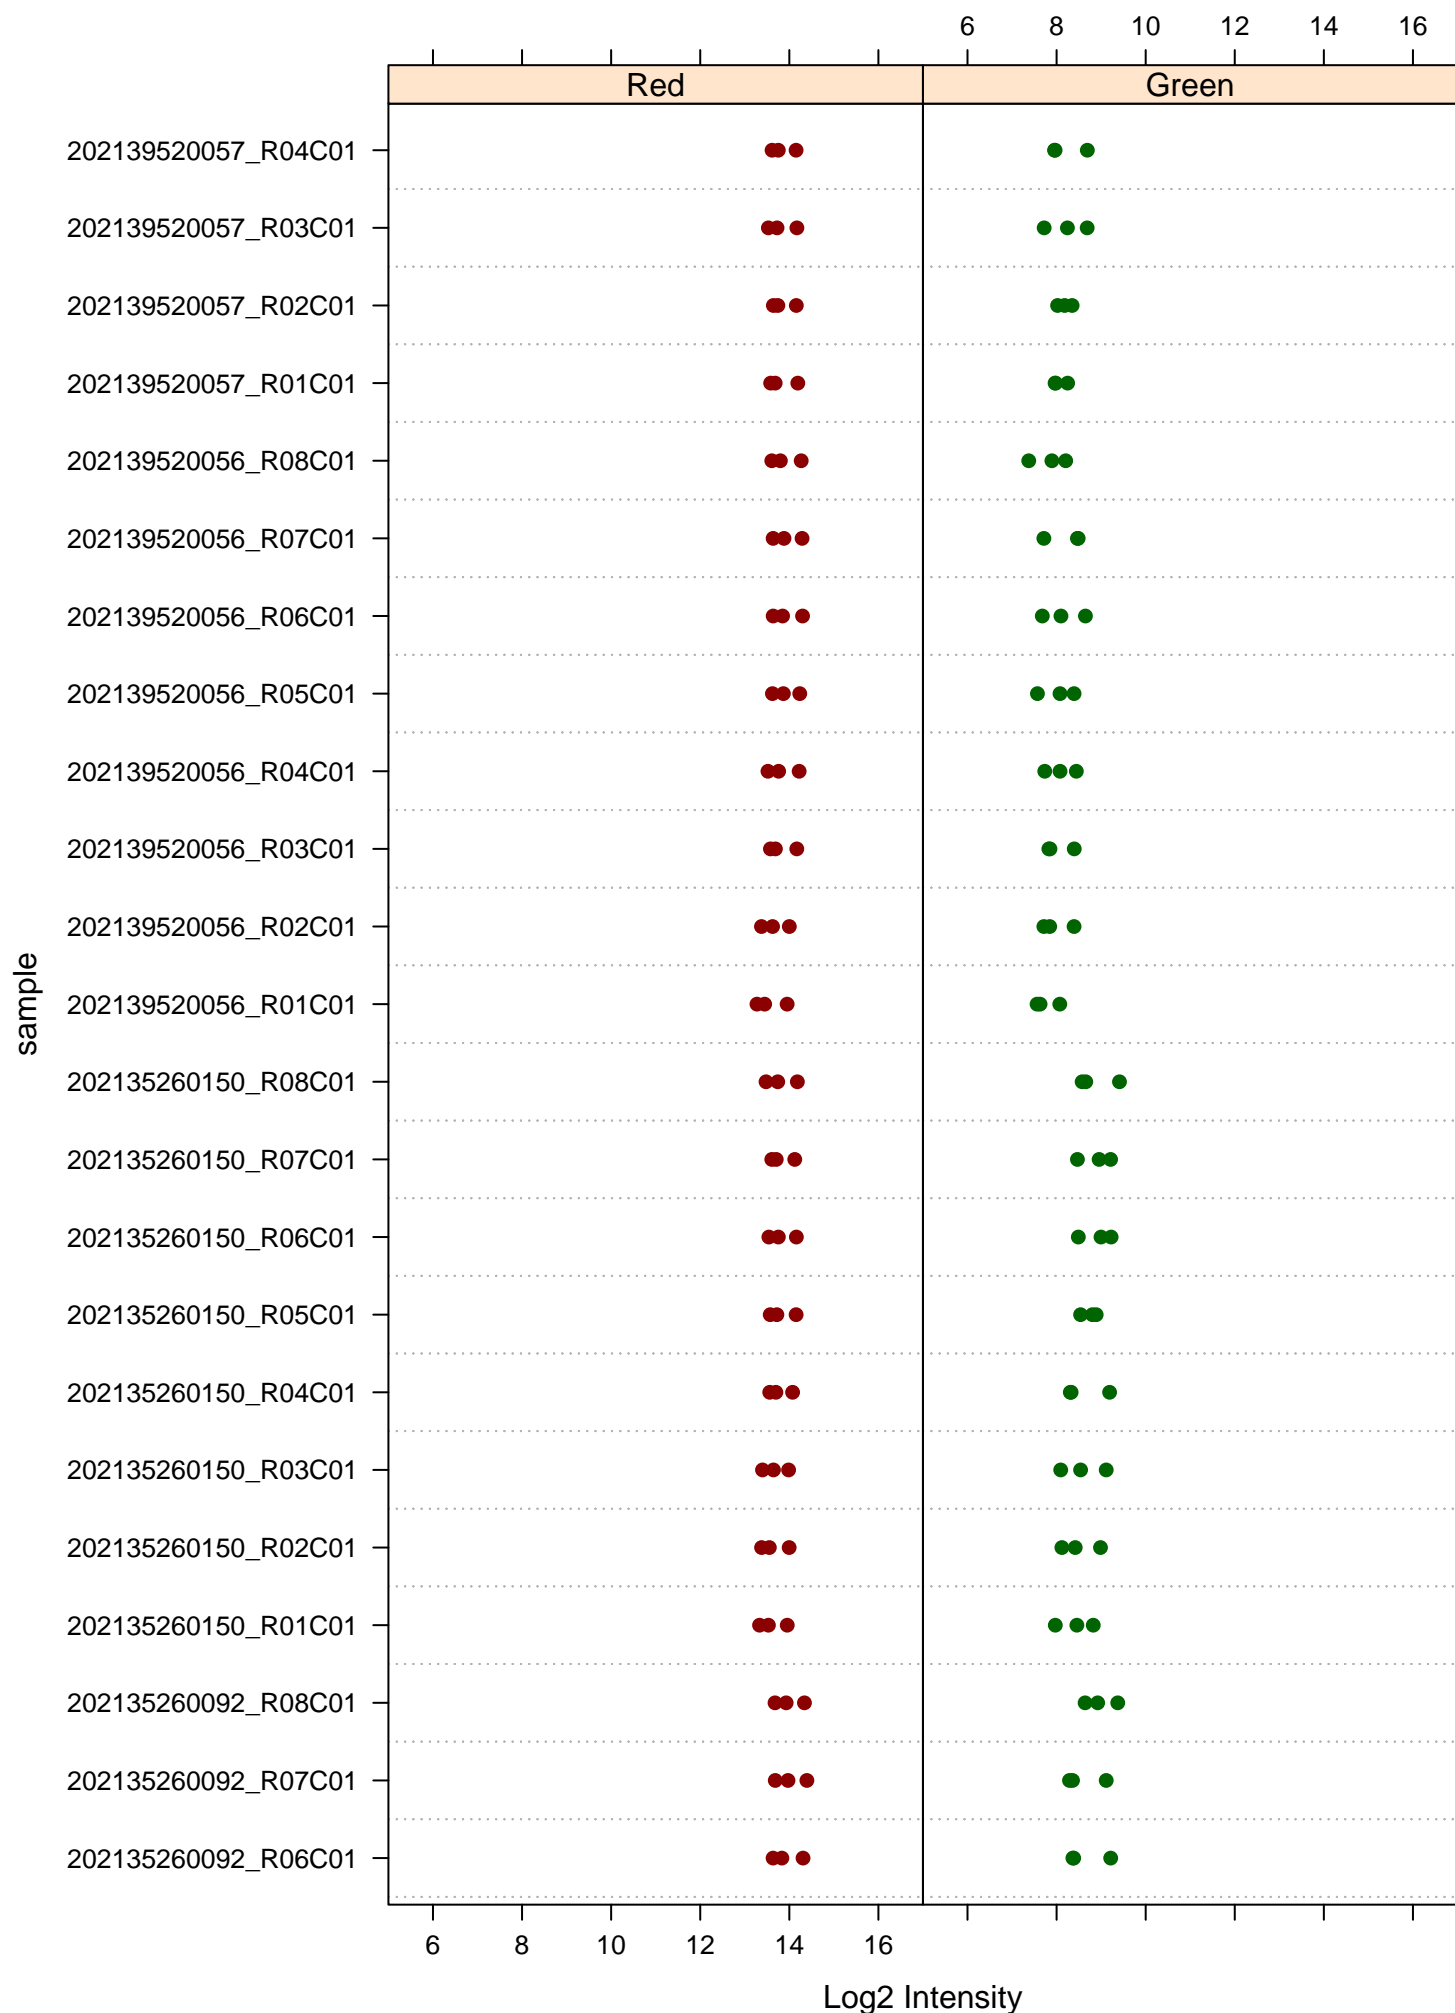 6 8 10 12 14 16
Red Green
202139520057_R04C01
202139520057_R03C01
202139520057_R02C01
202139520057_R01C01
202139520056_R08C01
202139520056_R07C01
202139520056_R06C01
202139520056_R05C01
202139520056_R04C01
202139520056_R03C01
202139520056_R02C01
202139520056_R01C01
202135260150_R08C01
202135260150_R07C01
202135260150_R06C01
202135260150_R05C01
202135260150_R04C01
202135260150_R03C01
202135260150_R02C01
202135260150_R01C01
202135260092_R08C01
202135260092_R07C01
202135260092_R06C01
sample
6 8 10 12 14 16
Log2 Intensity